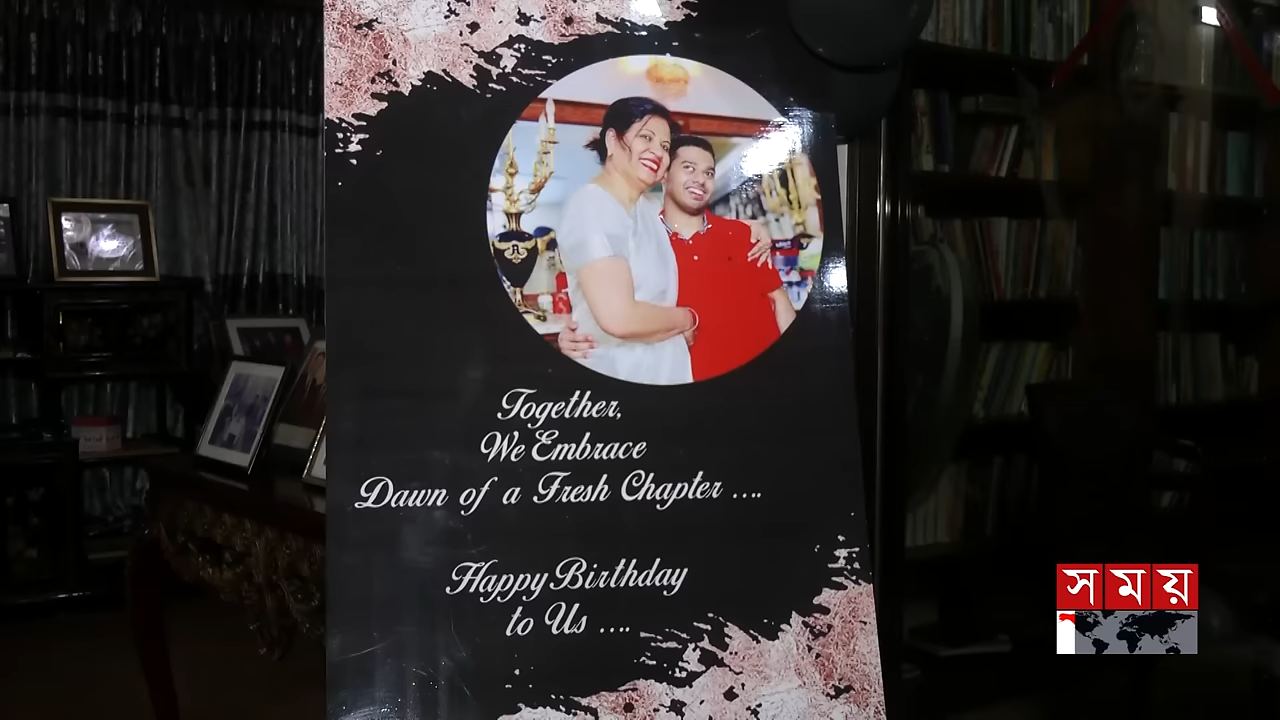 Together,
We Embrace
Dawn of a Fresh Chapter ....
Happy Birthday
to Us ....
সময়